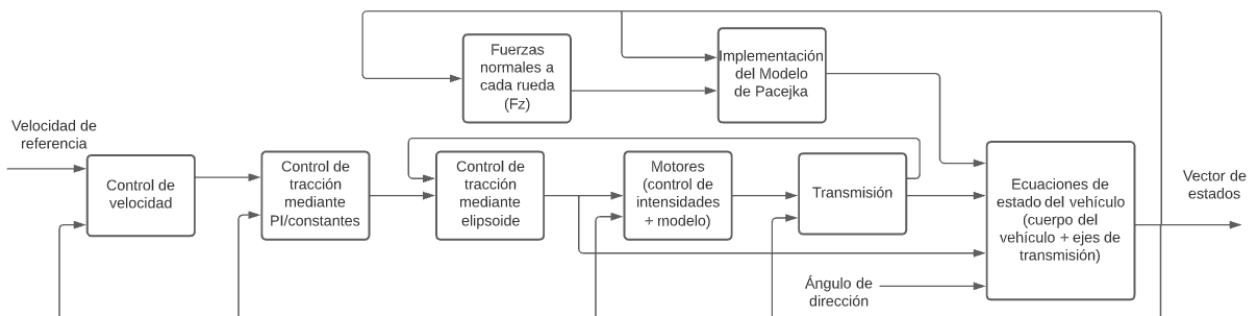 Fuerzas
normales a
cada rueda
(Fz)
Implementación
del Modelo
de Pacejka
Velocidad de
referencia
Control de
velocidad
Control de
tracción
mediante
PI/constantes
Control de
tracción
mediante
elipsoide
Motores
(control de
intensidades
+ modelo)
Transmisión
Ecuaciones de
estado del vehículo
(cuerpo del
vehículo + ejes de
transmisión)
Vector de
estados
Ángulo de
dirección